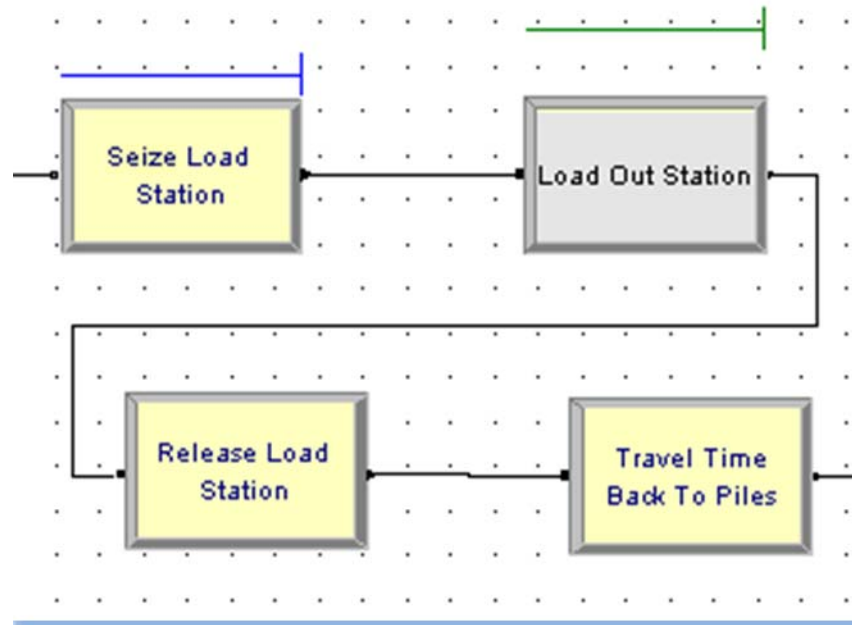 Seize Load
Station
Load Out Station
Release Load
Station
Travel Time
Back To Piles